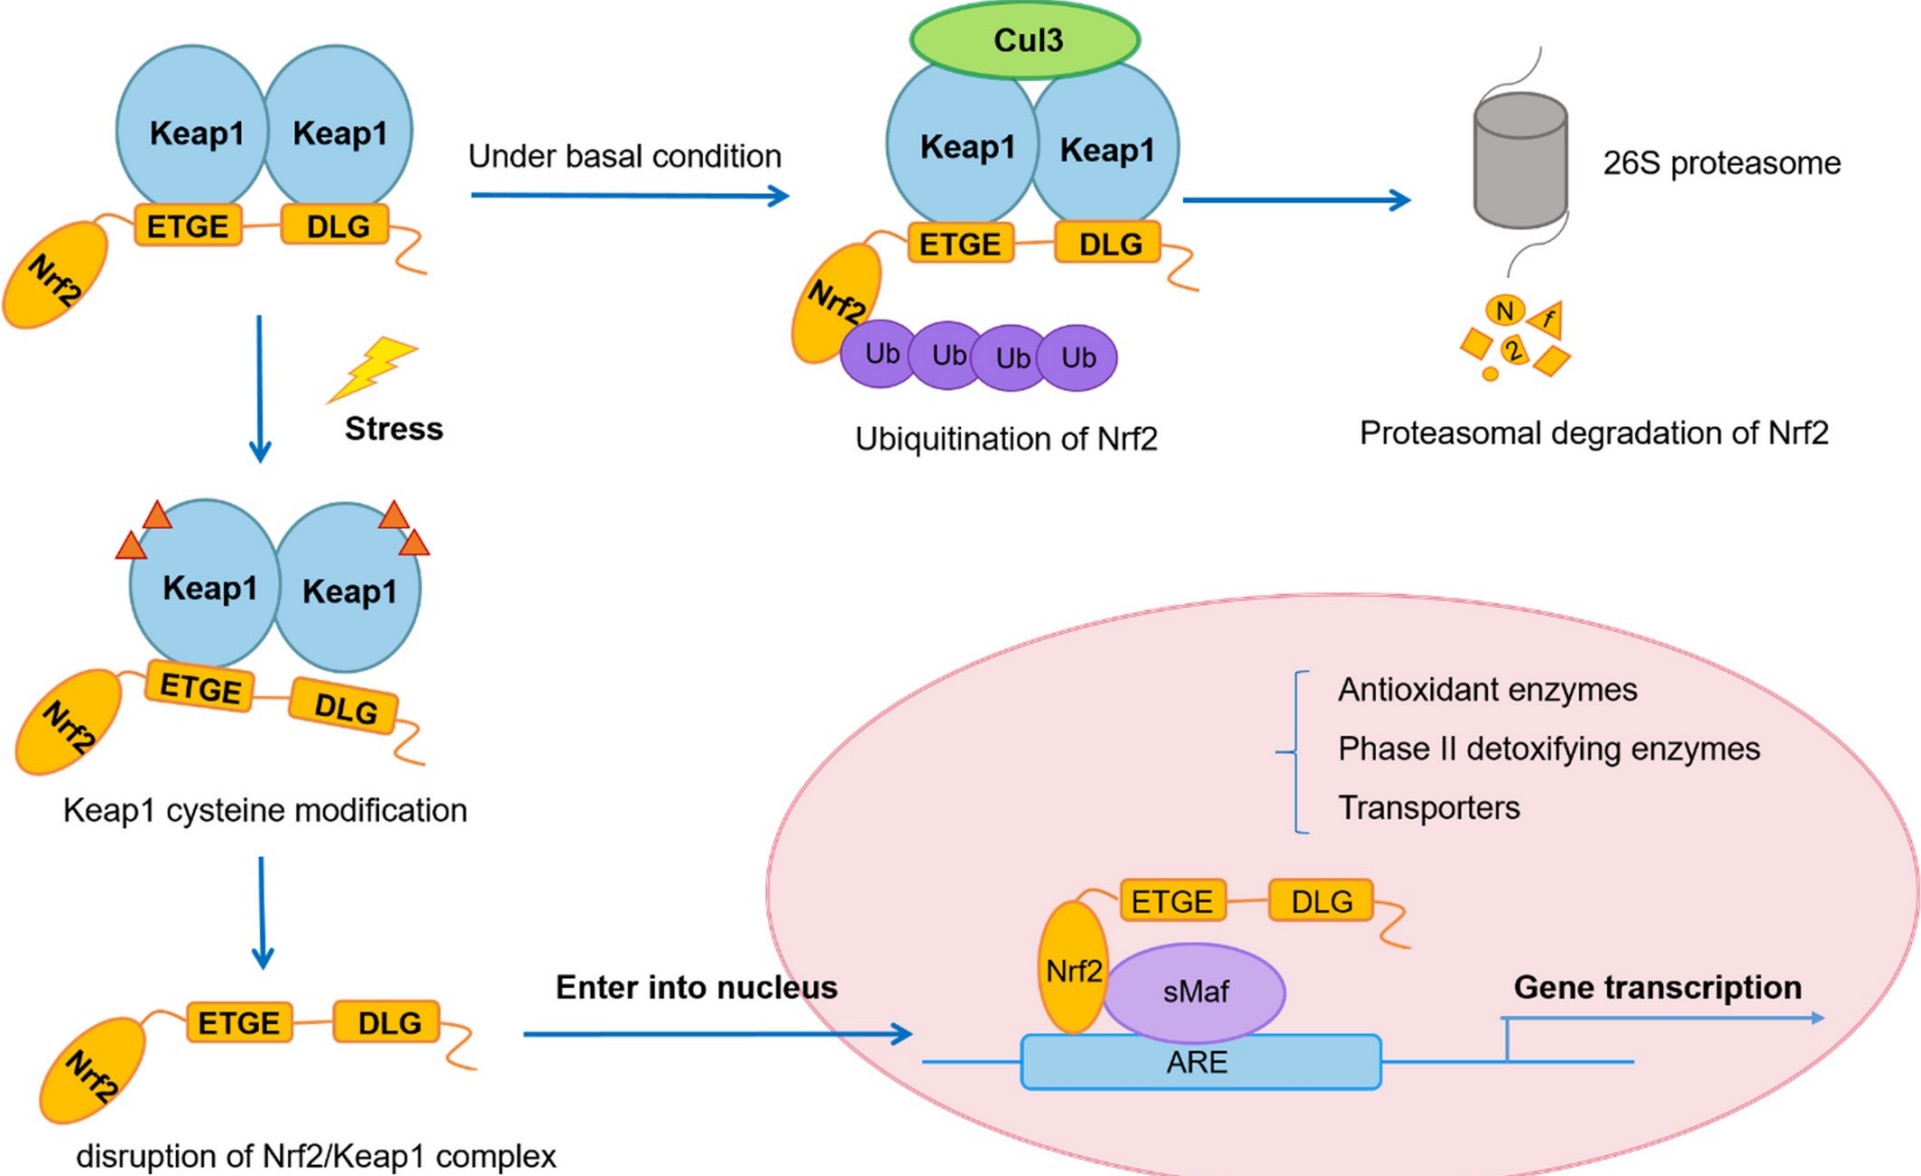 Keap1 Keap1
ETGE DLG
Nrf2
Under basal condition
Cul3
Keap1 Keap1
ETGE DLG
Nrf2
Ub Ub Ub Ub
Ubiquitination of Nrf2
26S proteasome
N f
2
Proteasomal degradation of Nrf2
Stress
Keap1 Keap1
ETGE DLG
Nrf2
Keap1 cysteine modification
ETGE DLG
Nrf2
disruption of Nrf2/Keap1 complex
Enter into nucleus
Antioxidant enzymes
Phase II detoxifying enzymes
Transporters
ETGE DLG
Nrf2 sMaf
ARE
Gene transcription